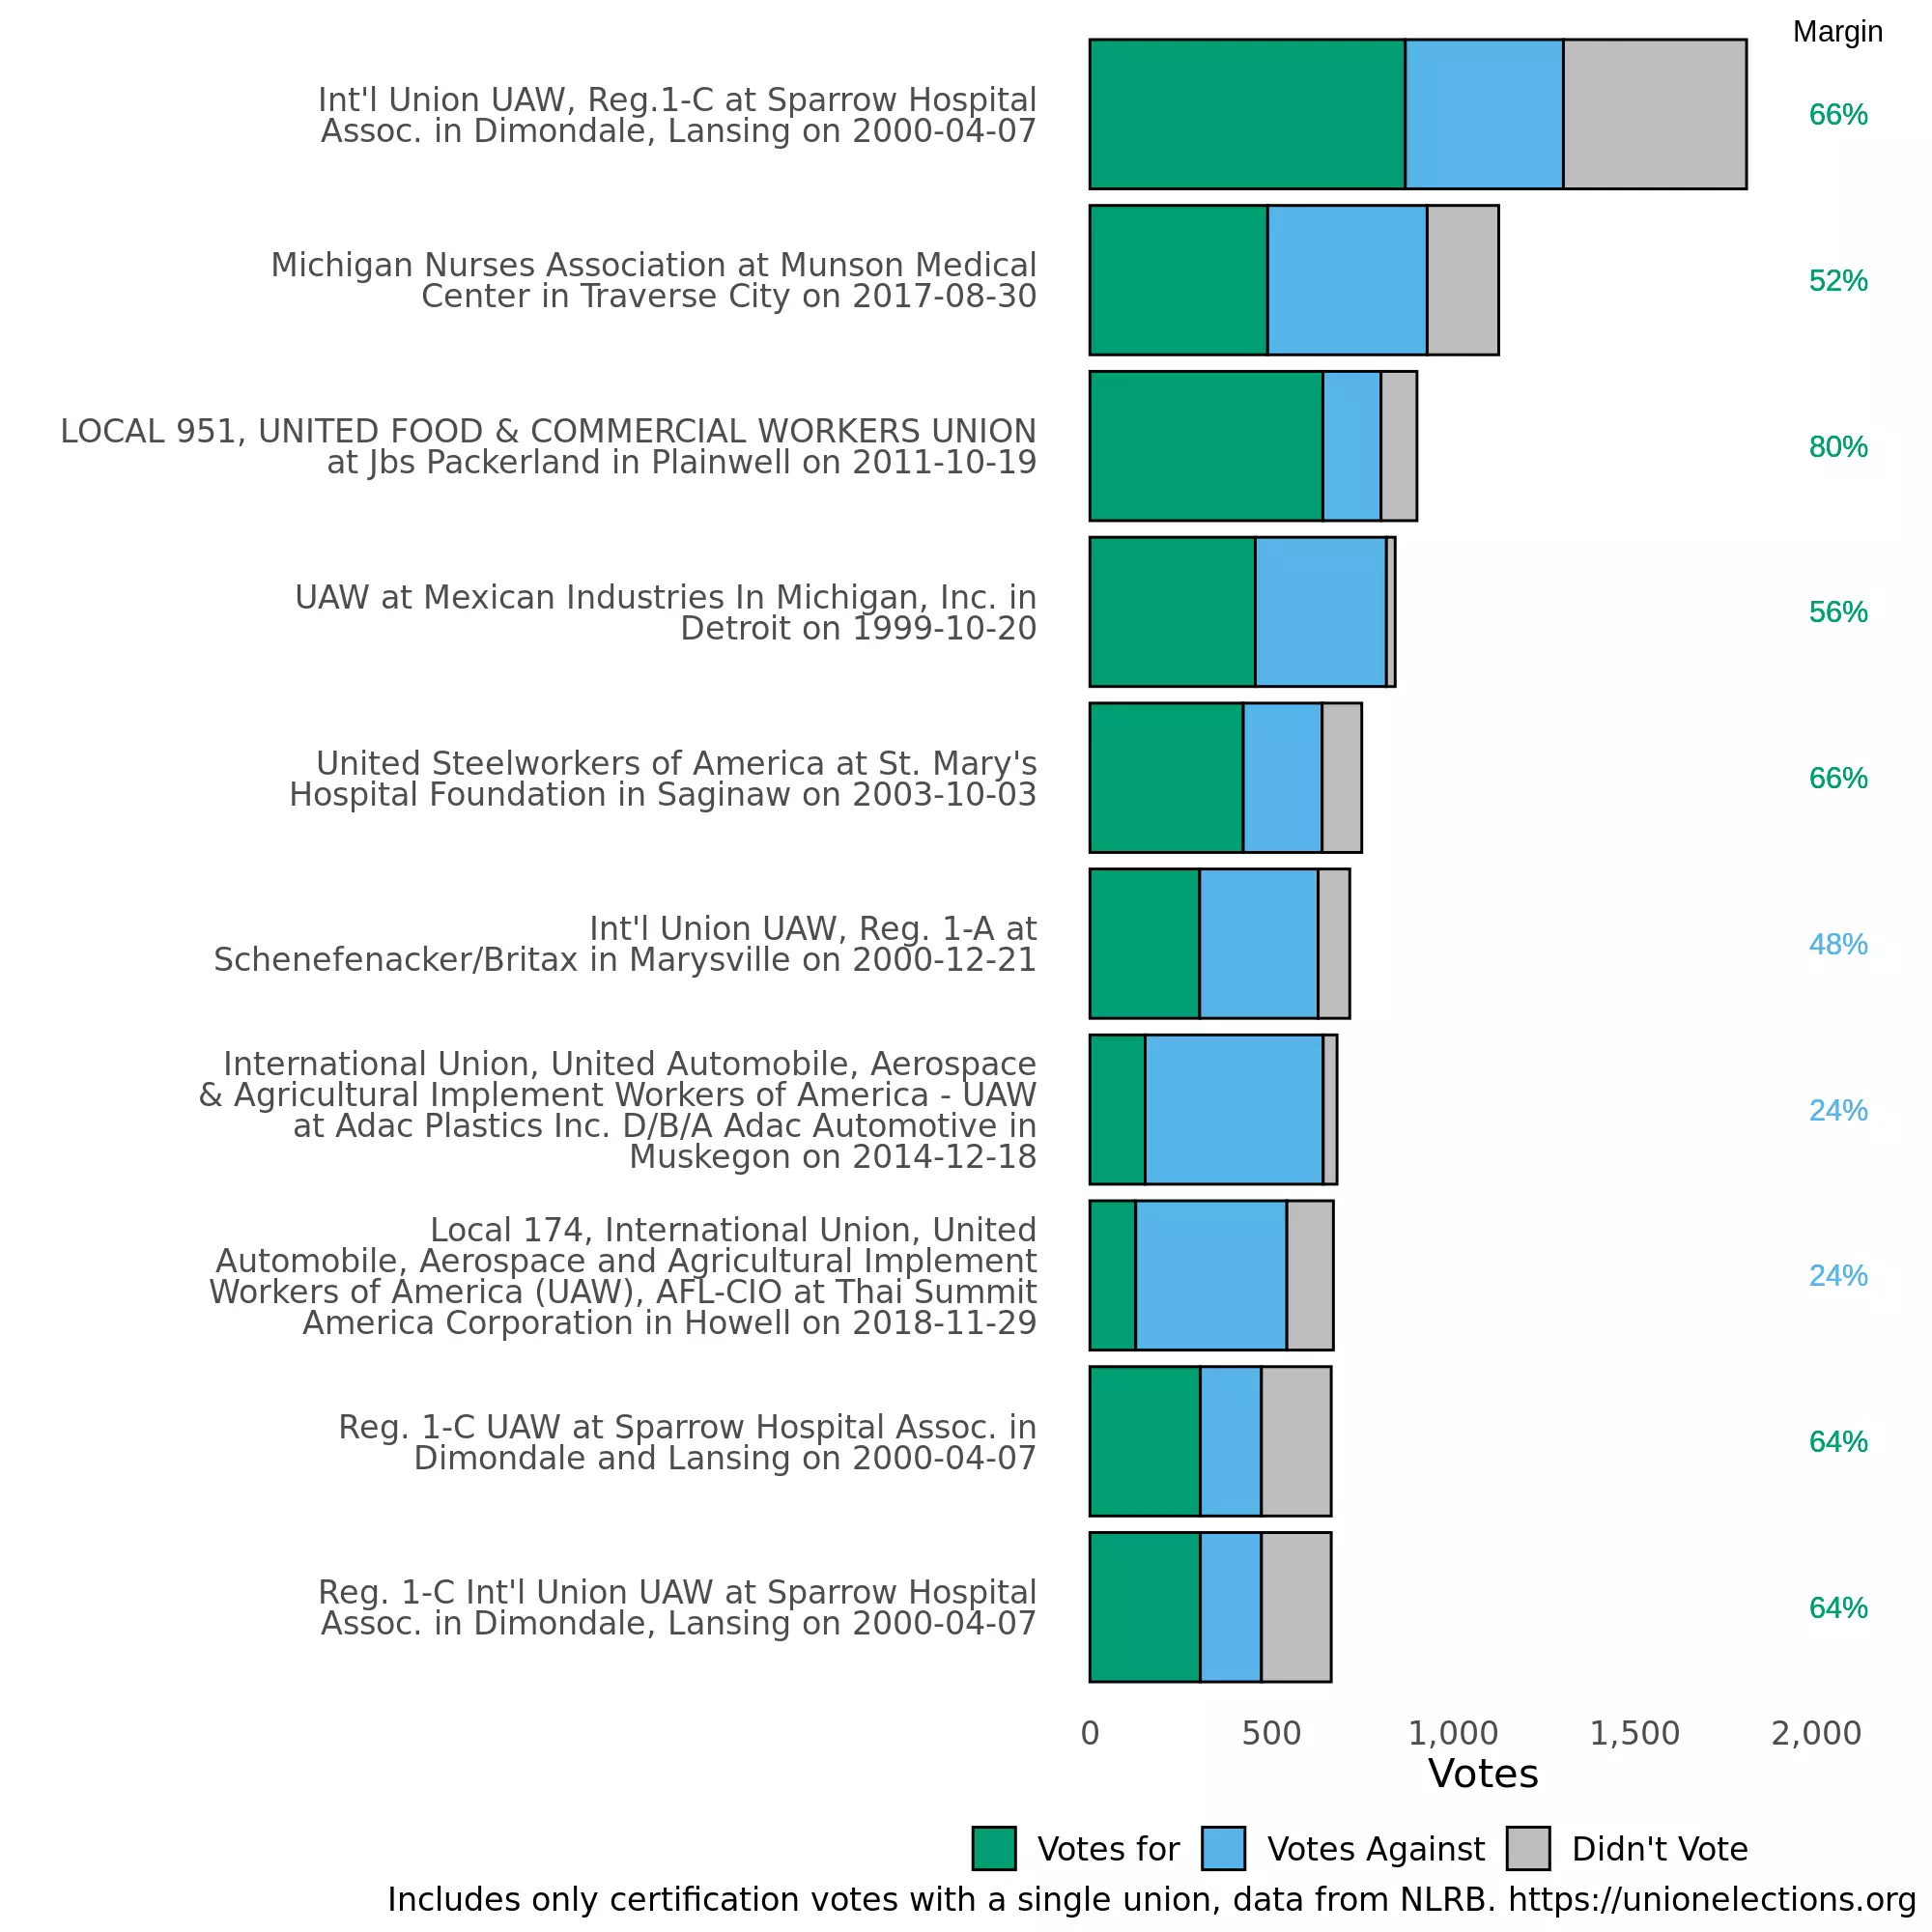 Margin
Int'l Union UAW, Reg.1-C at Sparrow Hospital
Assoc. in Dimondale, Lansing on 2000-04-07
66%
Michigan Nurses Association at Munson Medical
Center in Traverse City on 2017-08-30
52%
LOCAL 951, UNITED FOOD & COMMERCIAL WORKERS UNION
at Jbs Packerland in Plainwell on 2011-10-19
80%
UAW at Mexican Industries In Michigan, Inc. in
Detroit on 1999-10-20
56%
United Steelworkers of America at St. Mary's
Hospital Foundation in Saginaw on 2003-10-03
66%
Int'l Union UAW, Reg. 1-A at
Schenefenacker/Britax in Marysville on 2000-12-21
48%
International Union, United Automobile, Aerospace
& Agricultural Implement Workers of America - UAW
at Adac Plastics Inc. D/B/A Adac Automotive in
Muskegon on 2014-12-18
24%
Local 174, International Union, United
Automobile, Aerospace and Agricultural Implement
Workers of America (UAW), AFL-CIO at Thai Summit
America Corporation in Howell on 2018-11-29
24%
Reg. 1-C UAW at Sparrow Hospital Assoc. in
Dimondale and Lansing on 2000-04-07
64%
Reg. 1-C Int'l Union UAW at Sparrow Hospital
Assoc. in Dimondale, Lansing on 2000-04-07
64%
0 500 1,000 1,500 2,000
Votes
Votes for Votes Against Didn't Vote
Includes only certification votes with a single union, data from NLRB. https://unionelections.org